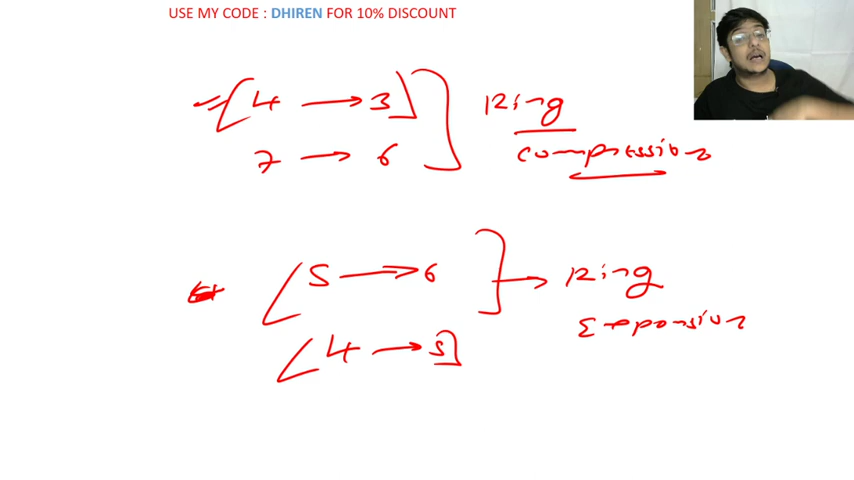 USE MY CODE : DHIREN FOR 10% DISCOUNT
4 → 3 Ring
7 → 6 compression
5 → 6 Ring
Expansion
4 → 5